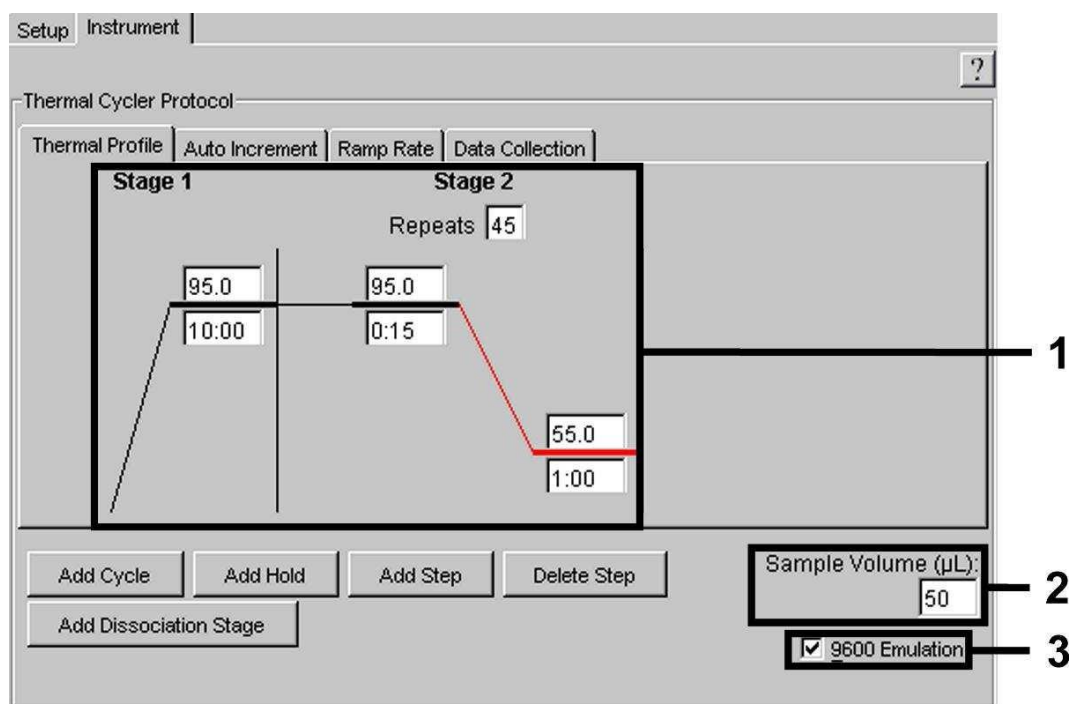 Setup Instrument
?
Thermal Cycler Protocol
Thermal Profile Auto Increment Ramp Rate Data Collection
Stage 1 Stage 2
Repeats 45
95.0 95.0
10:00 0:15
1
55.0
1:00
Add Cycle Add Hold Add Step Delete Step
Sample Volume (µL):
50
2
Add Dissociation Stage
9600 Emulation
3